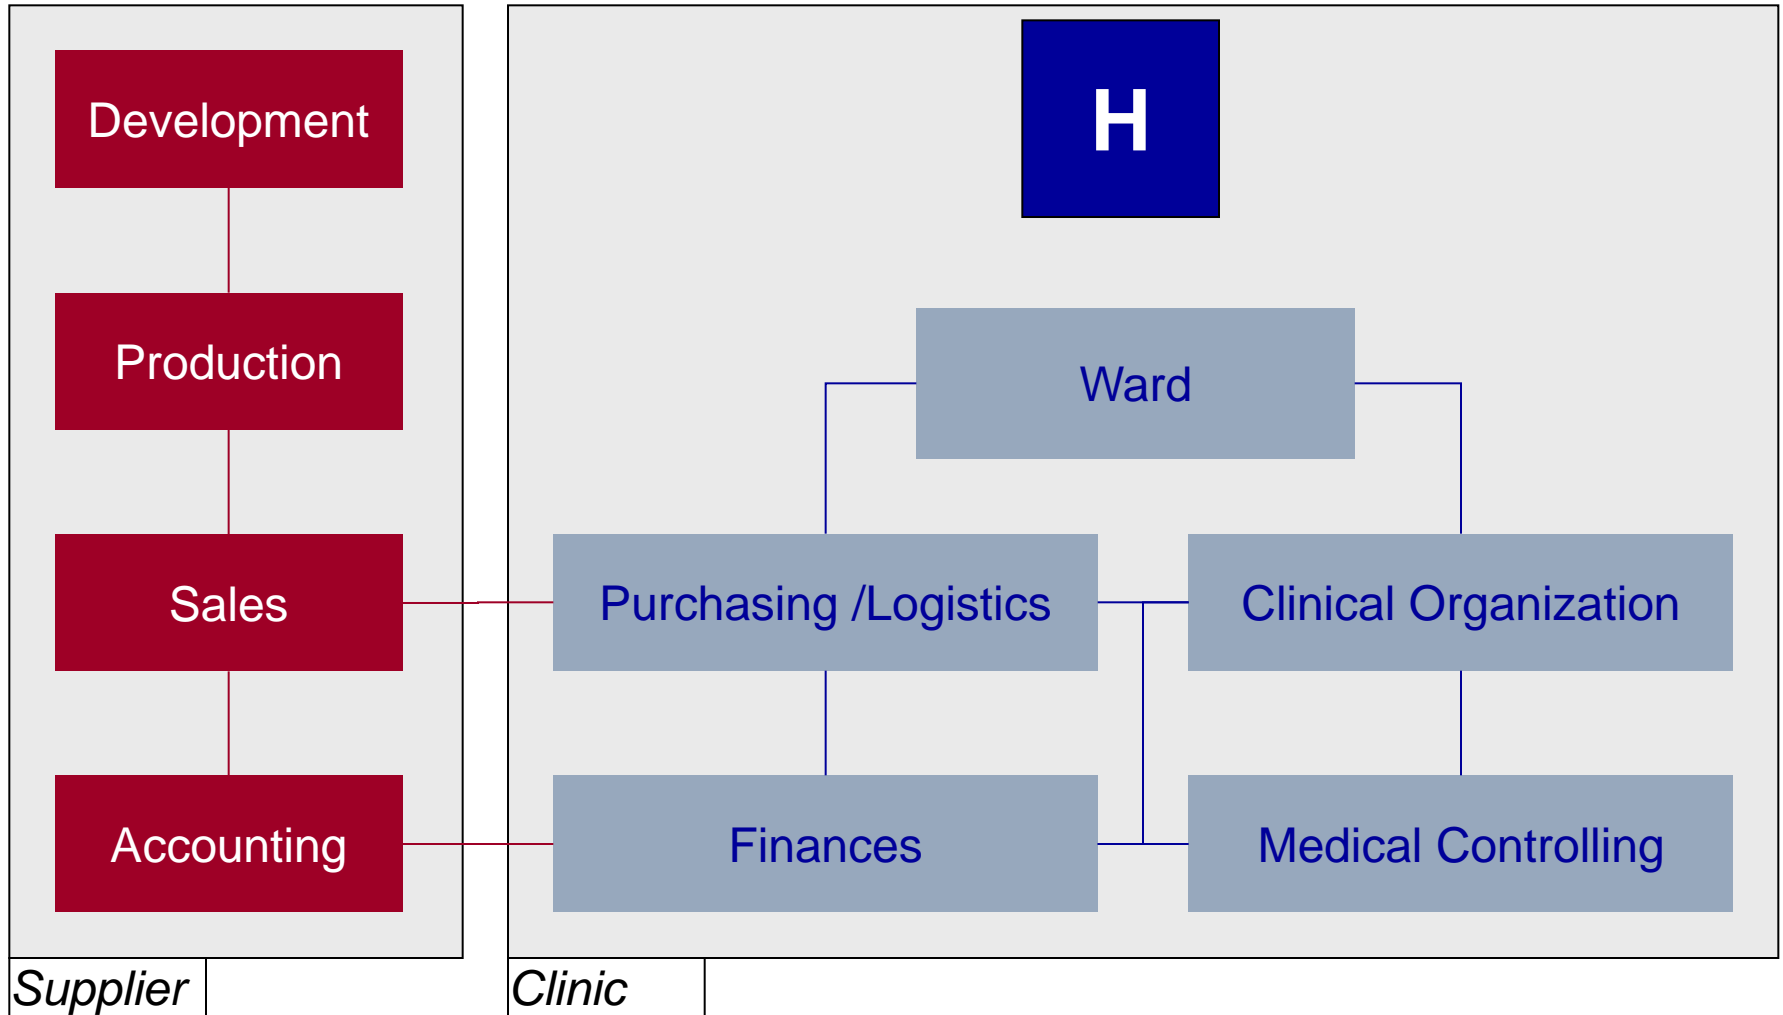 Development
Production
Sales
Accounting
Supplier
H
Ward
Purchasing /Logistics
Clinical Organization
Finances
Medical Controlling
Clinic